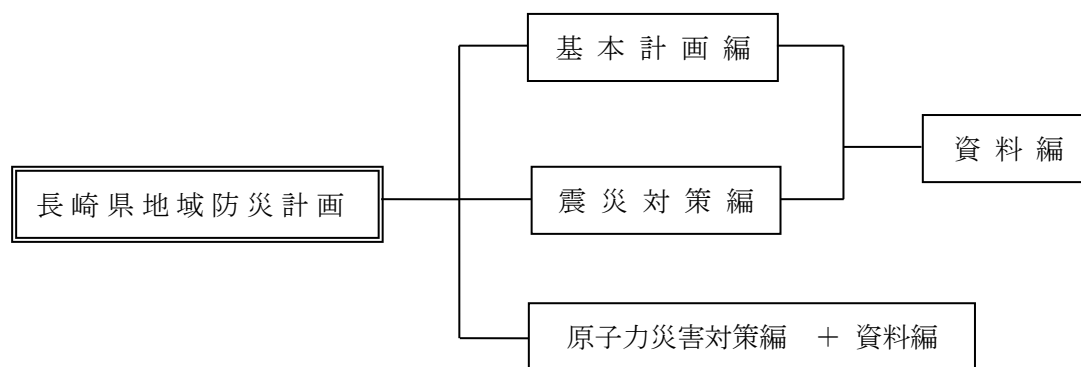 基本計画編
資料編
長崎県地域防災計画
震災対策編
原子力災害対策編 + 資料編